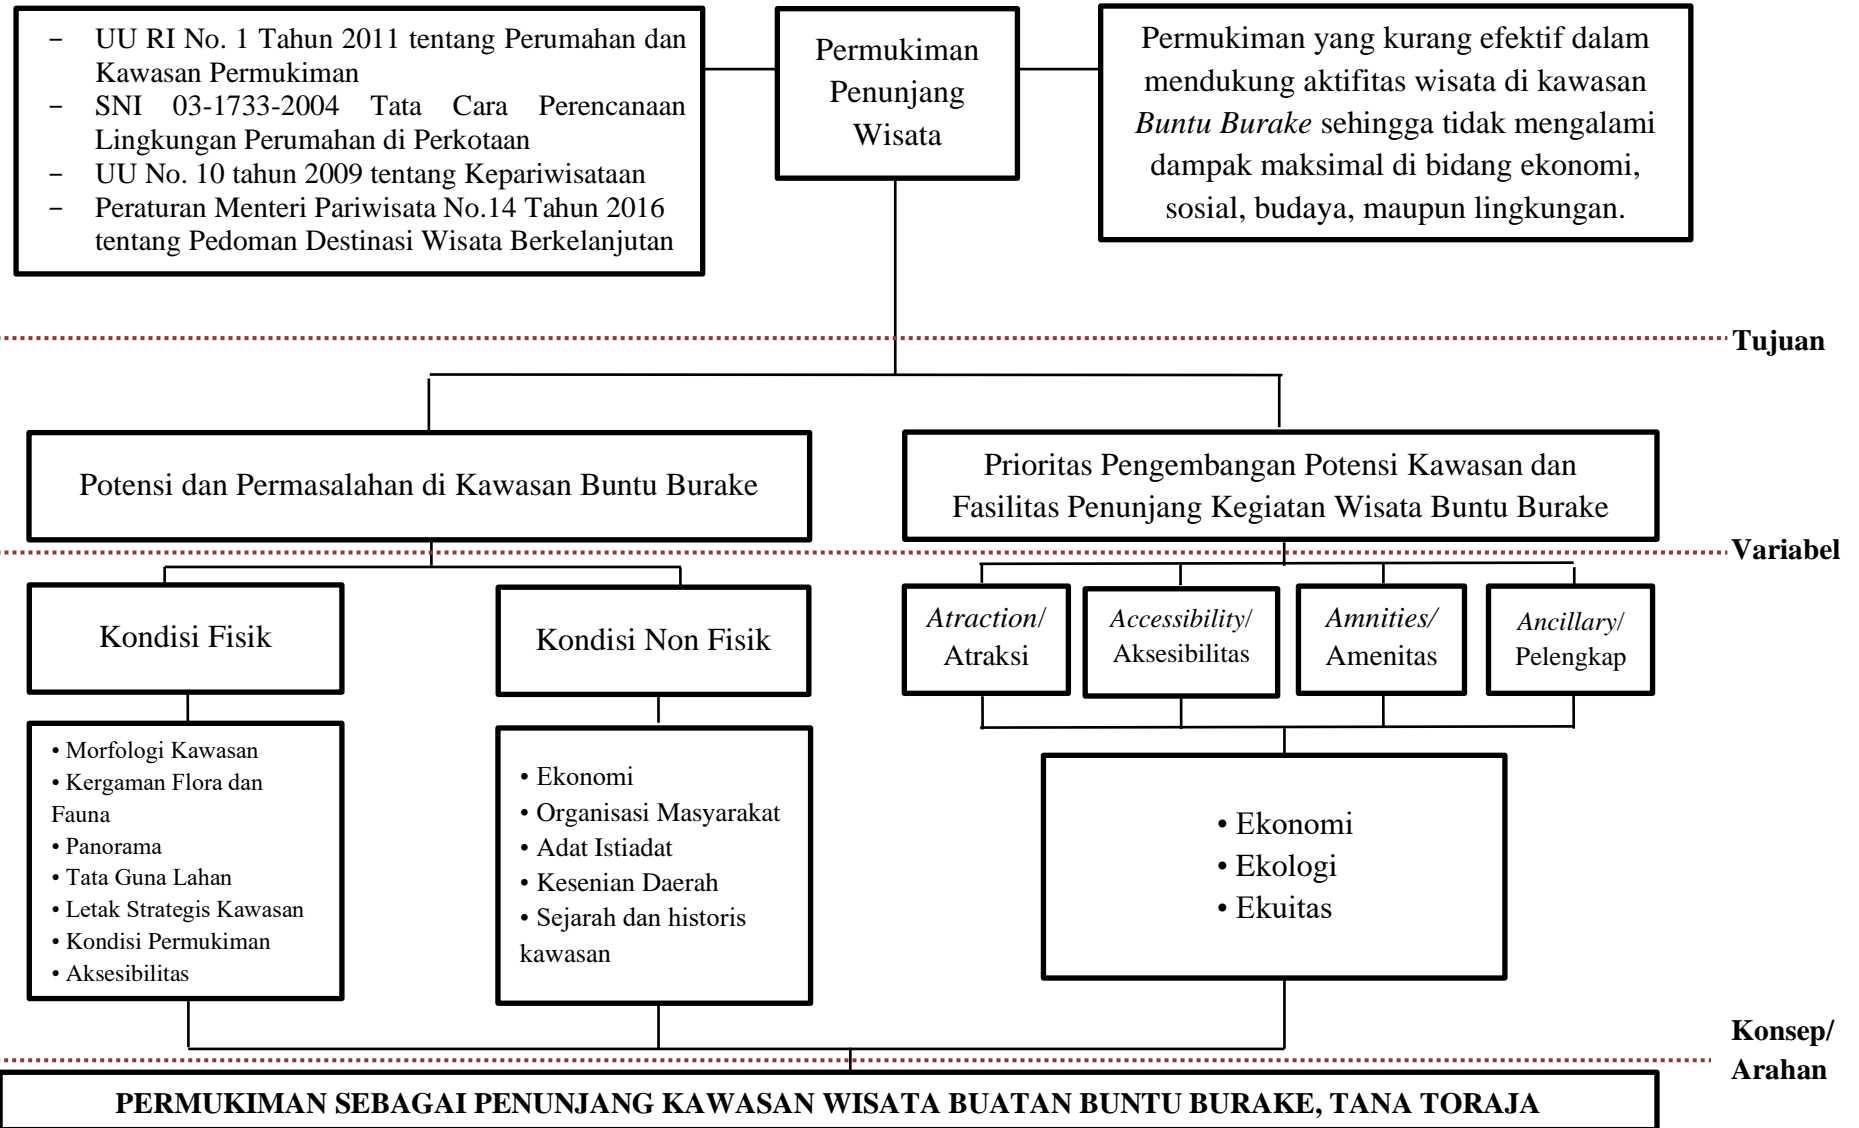 - UU RI No. 1 Tahun 2011 tentang Perumahan dan
Kawasan Permukiman
- SNI 03-1733-2004 Tata Cara Perencanaan
Lingkungan Perumahan di Perkotaan
- UU No. 10 tahun 2009 tentang Kepariwisataan
- Peraturan Menteri Pariwisata No.14 Tahun 2016
tentang Pedoman Destinasi Wisata Berkelanjutan
Permukiman
Penunjang
Wisata
Permukiman yang kurang efektif dalam
mendukung aktifitas wisata di kawasan
Buntu Burake sehingga tidak mengalami
dampak maksimal di bidang ekonomi,
sosial, budaya, maupun lingkungan.
Tujuan
Potensi dan Permasalahan di Kawasan Buntu Burake
Prioritas Pengembangan Potensi Kawasan dan
Fasilitas Penunjang Kegiatan Wisata Buntu Burake
Variabel
Kondisi Fisik
Kondisi Non Fisik
Atraction/
Atraksi
Accessibility/
Aksesibilitas
Amnities/
Amenitas
Ancillary/
Pelengkap
• Morfologi Kawasan
• Kergaman Flora dan
Fauna
• Panorama
• Tata Guna Lahan
• Letak Strategis Kawasan
• Kondisi Permukiman
• Aksesibilitas
• Ekonomi
• Organisasi Masyarakat
• Adat Istiadat
• Kesenian Daerah
• Sejarah dan historis
kawasan
• Ekonomi
• Ekologi
• Ekuitas
Konsep/
Arahan
PERMUKIMAN SEBAGAI PENUNJANG KAWASAN WISATA BUATAN BUNTU BURAKE, TANA TORAJA